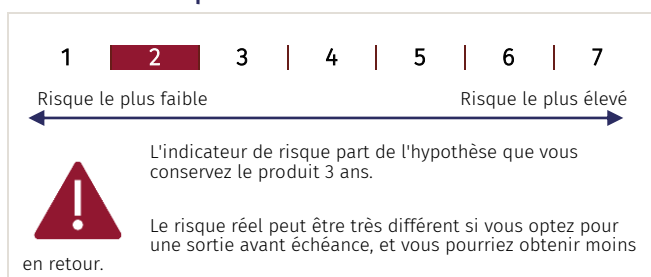 1 2 3 4 5 6 7
Risque le plus faible Risque le plus élevé
L'indicateur de risque part de l'hypothèse que vous
conservez le produit 3 ans.
Le risque réel peut être très différent si vous optez pour
une sortie avant échéance, et vous pourriez obtenir moins
en retour.